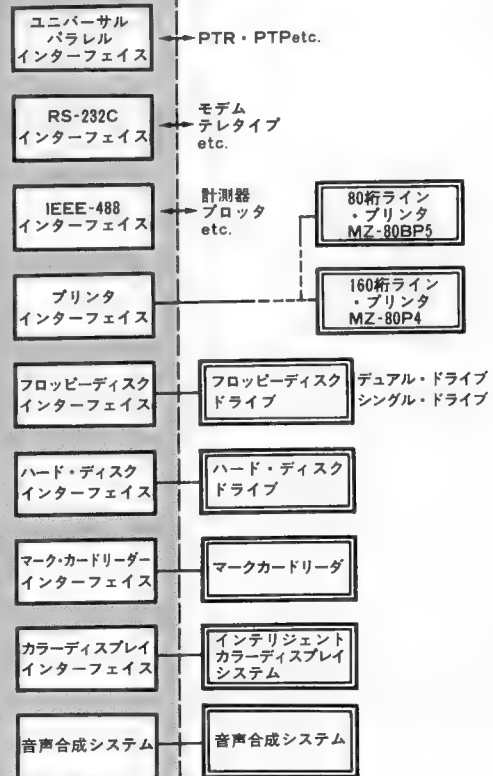 ユニバーサル
パラレル
インターフェイス
PTR・PTPetc.
RS-232C
インターフェイス
モデム
テレタイプ
etc.
IEEE-488
インターフェイス
計測器
プロッタ
etc.
80桁ライン
・プリンタ
MZ-80BP5
プリンタ
インターフェイス
160桁ライン
・プリンタ
MZ-80P4
フロッピーディスク
インターフェイス
フロッピーディスク
ドライブ
デュアル・ドライブ
シングル・ドライブ
ハード・ディスク
インターフェイス
ハード・ディスク
ドライブ
マーク・カードリーダー
インターフェイス
マークカードリーダ
カラーディスプレイ
インターフェイス
インテリジェント
カラーディスプレイ
システム
音声合成システム
音声合成システム